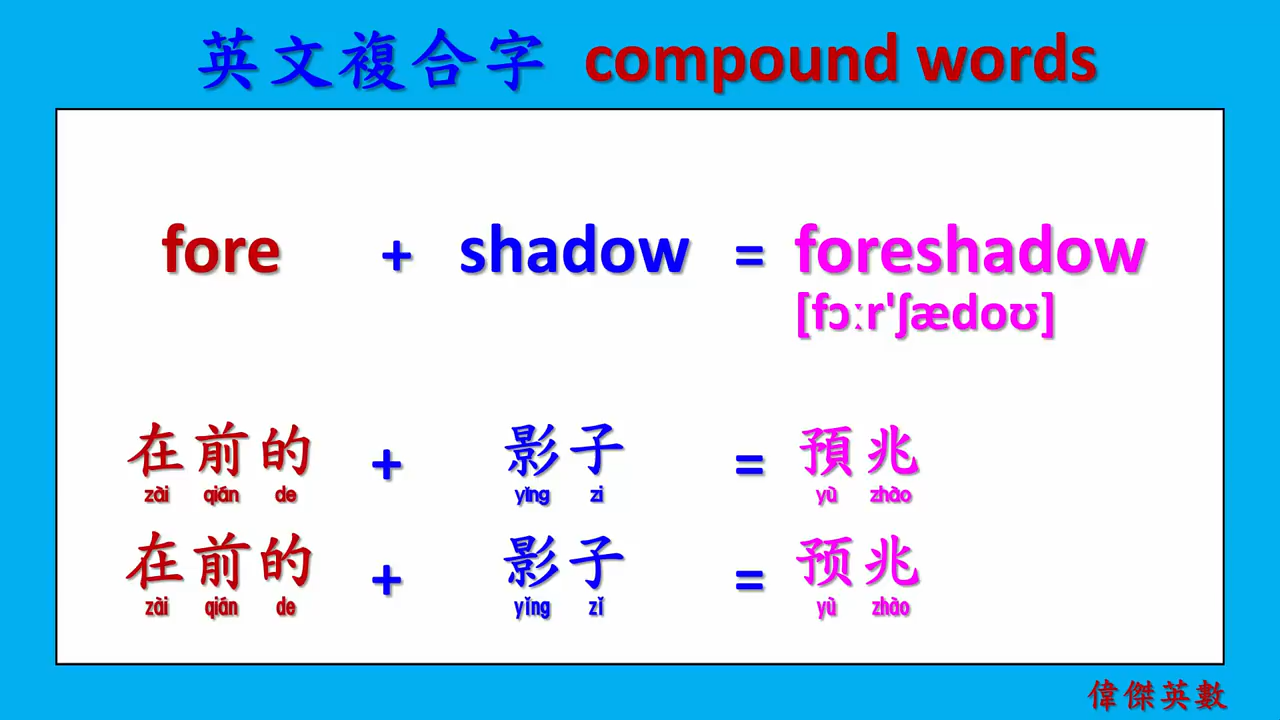 英文複合字 compound words
fore + shadow = foreshadow
[fɔːr'ʃædoʊ]
在前的 + 影子 = 預兆
zài qián de yǐng zi yù zhào
在前的 + 影子 = 预兆
zài qián de yǐng zǐ yù zhào
偉傑英數